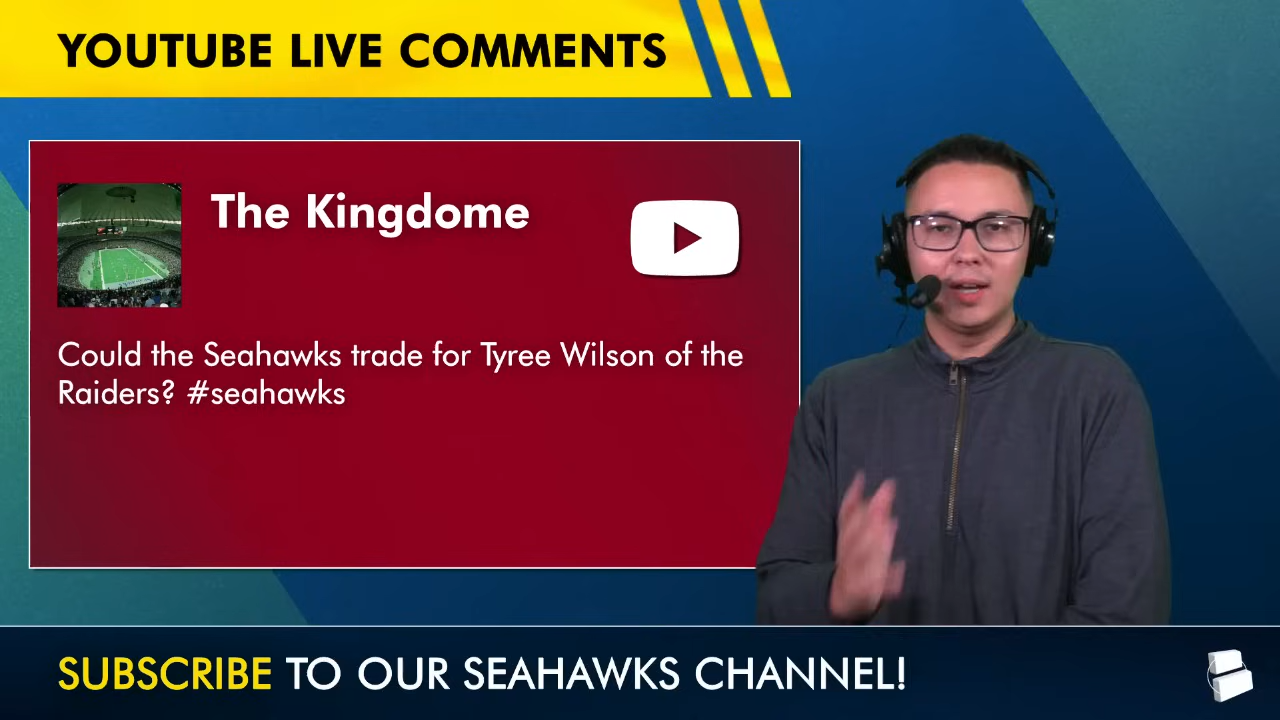 YOUTUBE LIVE COMMENTS
The Kingdome
Could the Seahawks trade for Tyree Wilson of the
Raiders? #seahawks
SUBSCRIBE TO OUR SEAHAWKS CHANNEL!